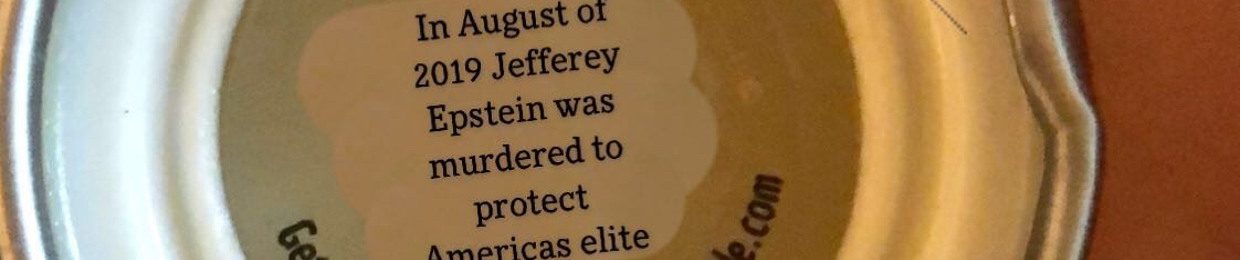 In August of
2019 Jefferey
Epstein was
murdered to
protect
Americas elite